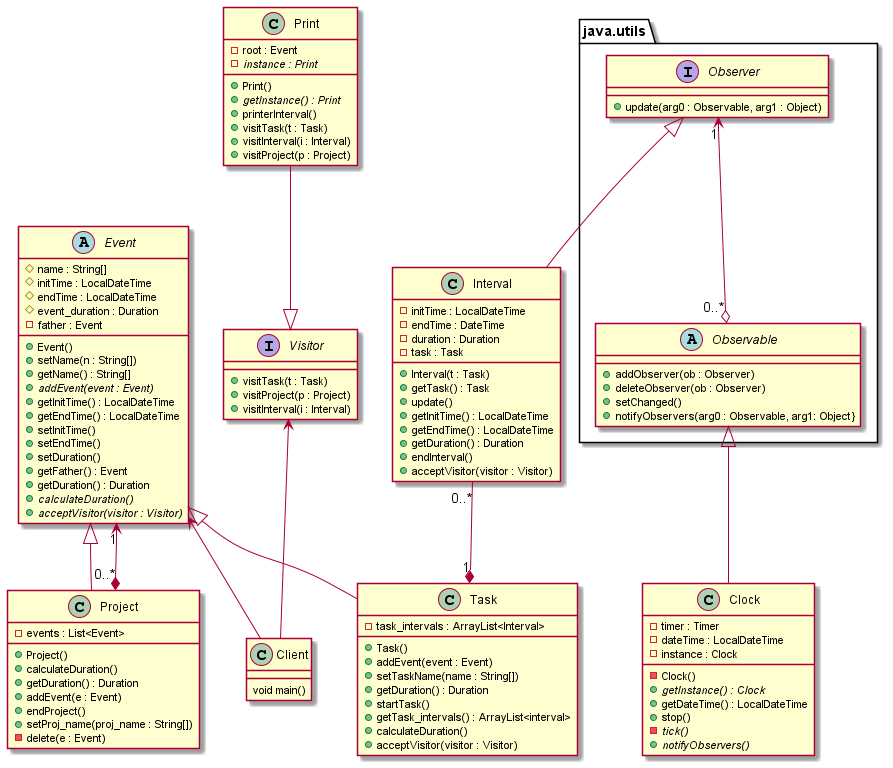 C Print
root : Event
instance : Print
Print()
getInstance() : Print
printerInterval()
visitTask(t : Task)
visitInterval(i : Interval)
visitProject(p : Project)
java.utils
I Observer
update(arg0 : Observable, arg1 : Object)
1
0..*
A Observable
addObserver(ob : Observer)
deleteObserver(ob : Observer)
setChanged()
notifyObservers(arg0 : Observable, arg1: Object}
A Event
name : String[]
initTime : LocalDateTime
endTime : LocalDateTime
event_duration : Duration
father : Event
Event()
setName(n : String[])
getName() : String[]
addEvent(event : Event)
getInitTime() : LocalDateTime
getEndTime() : LocalDateTime
setInitTime()
setEndTime()
setDuration()
getFather() : Event
getDuration() : Duration
calculateDuration()
acceptVisitor(visitor : Visitor)
I Visitor
visitTask(t : Task)
visitProject(p : Project)
visitInterval(i : Interval)
C Interval
initTime : LocalDateTime
endTime : DateTime
duration : Duration
task : Task
Interval(t : Task)
getTask() : Task
update()
getInitTime() : LocalDateTime
getEndTime() : LocalDateTime
getDuration() : Duration
endInterval()
acceptVisitor(visitor : Visitor)
0..*
1
1
0..*
C Project
events : List<Event>
Project()
calculateDuration()
getDuration() : Duration
addEvent(e : Event)
endProject()
setProj_name(proj_name : String[])
delete(e : Event)
C Client
void main()
C Task
task_intervals : ArrayList<Interval>
Task()
addEvent(event : Event)
setTaskName(name : String[])
getDuration() : Duration
startTask()
getTask_intervals() : ArrayList<interval>
calculateDuration()
acceptVisitor(visitor : Visitor)
C Clock
timer : Timer
dateTime : LocalDateTime
instance : Clock
Clock()
getInstance() : Clock
getDateTime() : LocalDateTime
stop()
tick()
notifyObservers()